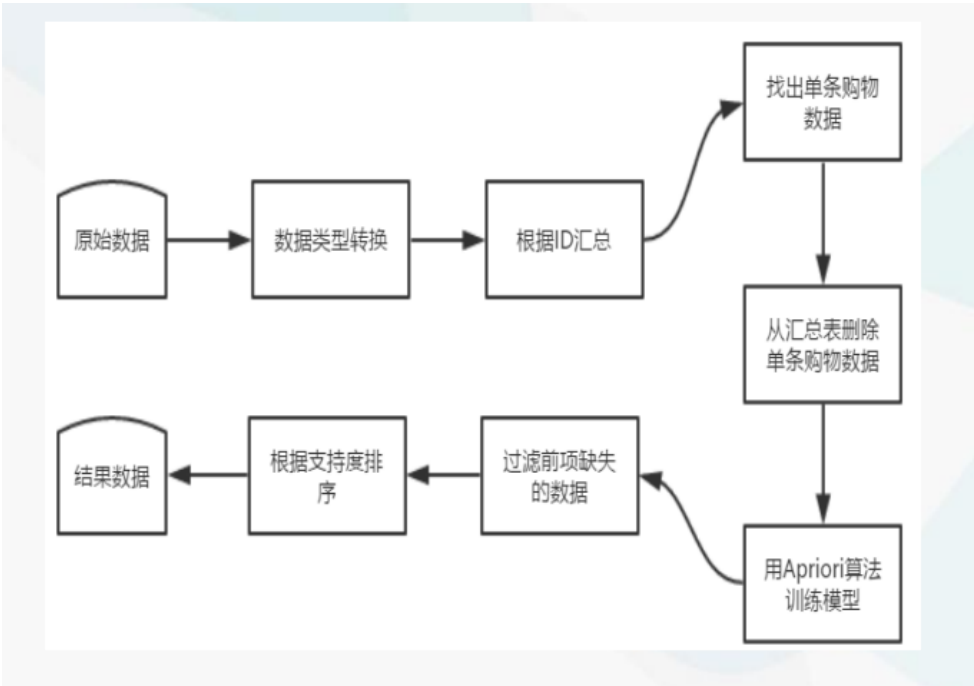 原始数据
数据类型转换
根据ID汇总
找出单条购物
数据
从汇总表删除
单条购物数据
用Apriori算法
训练模型
过滤前项缺失
的数据
根据支持度排
序
结果数据